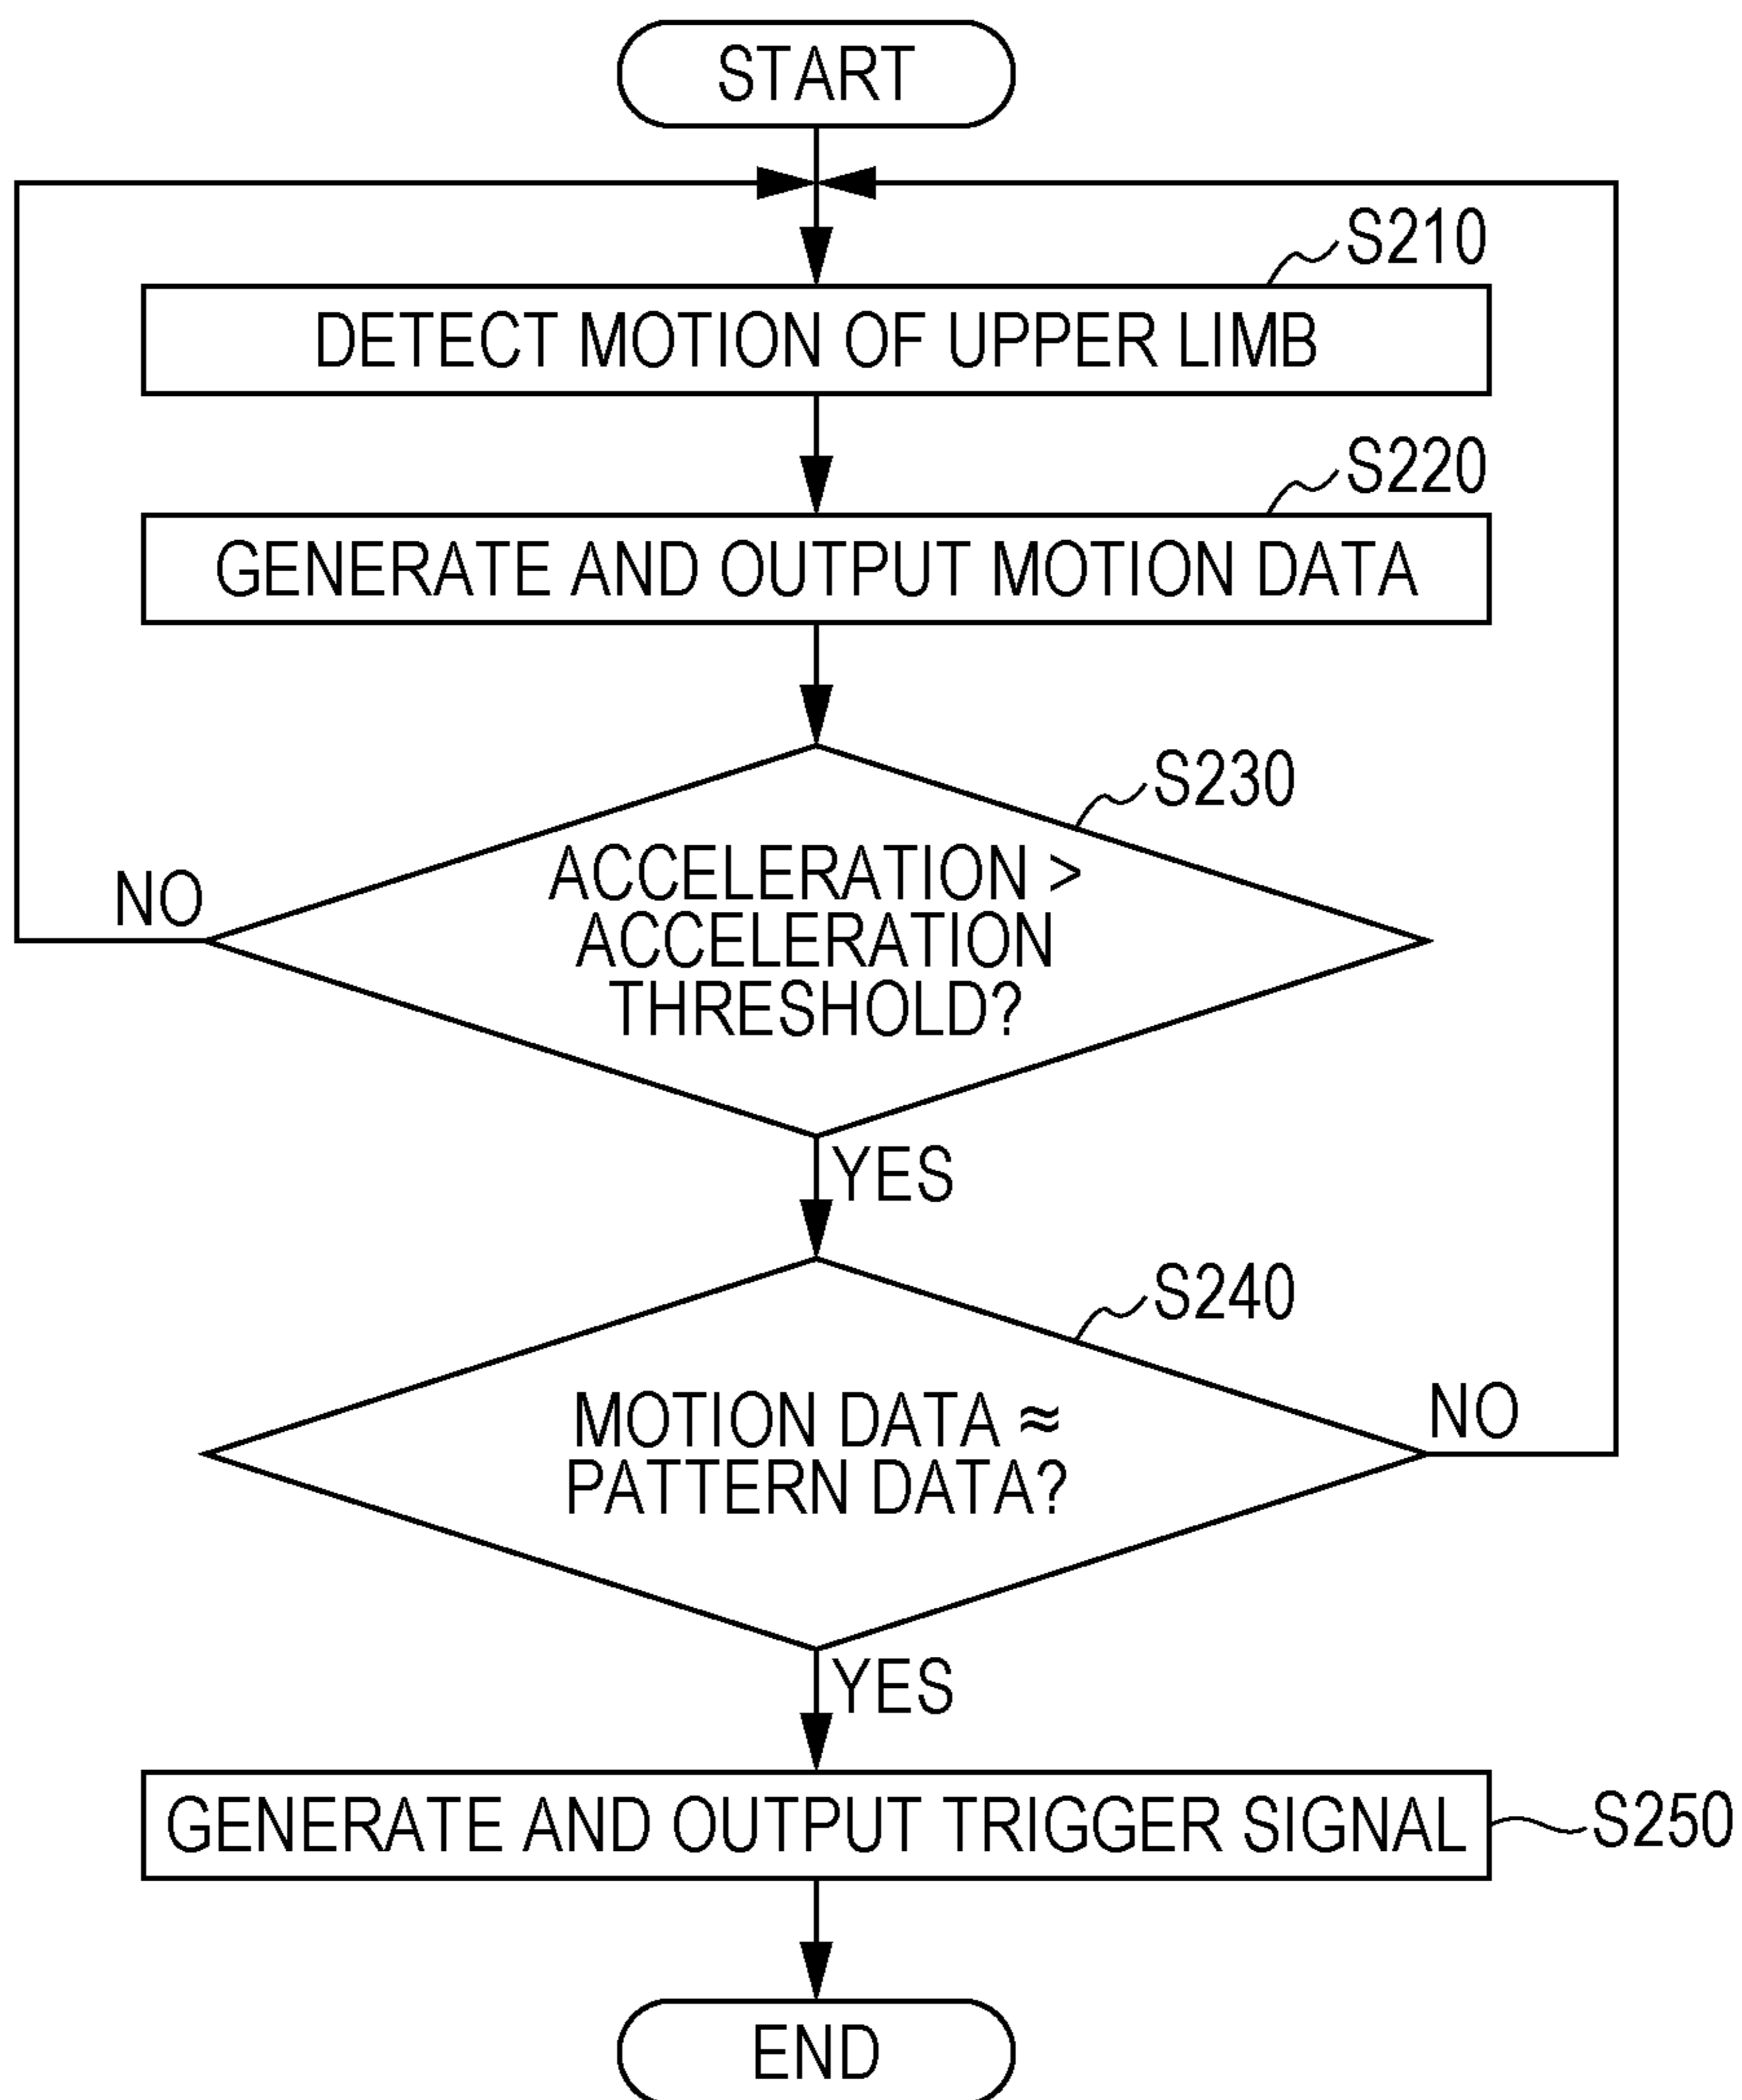 START
S210
DETECT MOTION OF UPPER LIMB
S220
GENERATE AND OUTPUT MOTION DATA
S230
ACCELERATION >
ACCELERATION
THRESHOLD?
NO
YES
S240
MOTION DATA ≈
PATTERN DATA?
NO
YES
GENERATE AND OUTPUT TRIGGER SIGNAL
S250
END